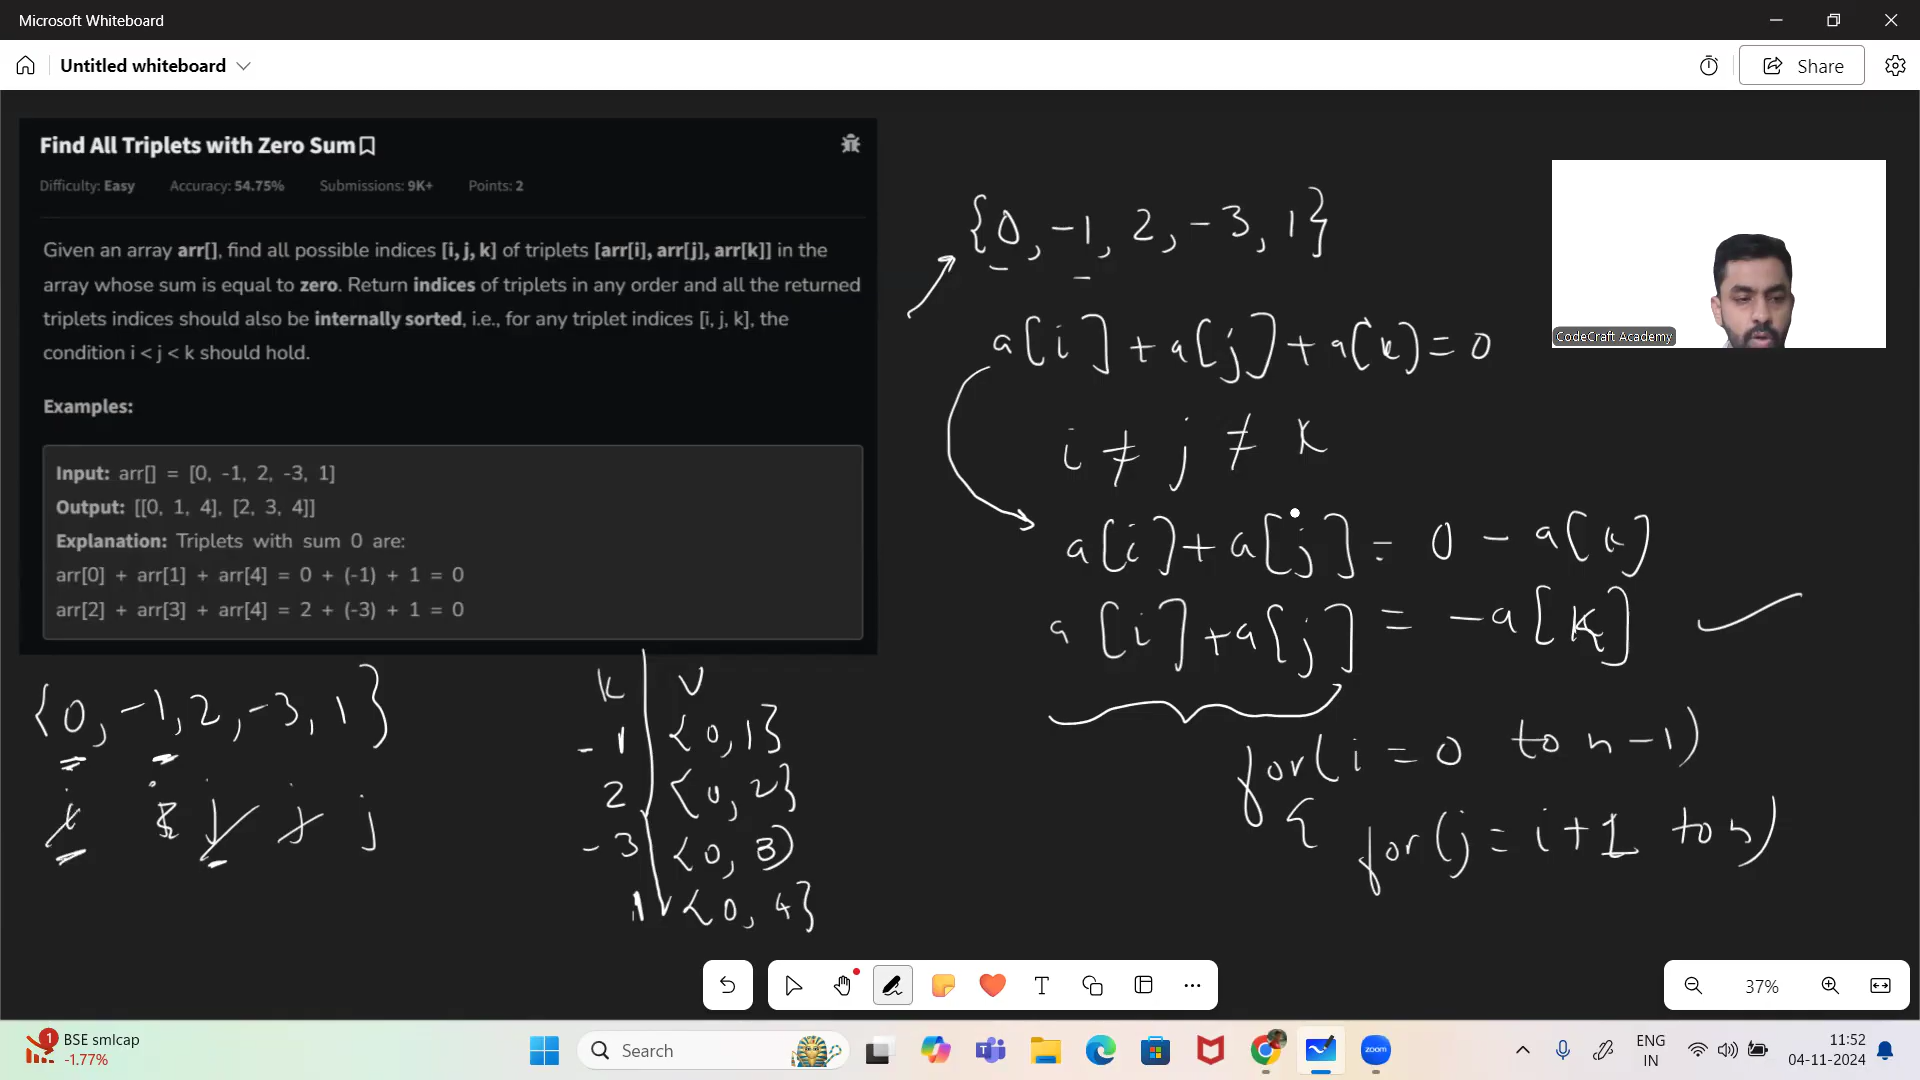 Microsoft Whiteboard
Untitled whiteboard
Share
Find All Triplets with Zero Sum
Difficulty: Easy Accuracy: 54.75% Submissions: 9K+ Points: 2
Given an array arr[], find all possible indices [i, j, k] of triplets [arr[i], arr[j], arr[k]] in the
array whose sum is equal to zero. Return indices of triplets in any order and all the returned
triplets indices should also be internally sorted, i.e., for any triplet indices [i, j, k], the
condition i < j < k should hold.
Examples:
Input: arr[] = [0, -1, 2, -3, 1]
Output: [[0, 1, 4], [2, 3, 4]]
Explanation: Triplets with sum 0 are:
arr[0] + arr[1] + arr[4] = 0 + (-1) + 1 = 0
arr[2] + arr[3] + arr[4] = 2 + (-3) + 1 = 0
{0, -1, 2, -3, 1}
i j j j
k v
-1 {0, 1}
2 {0, 2}
-3 {0, 3}
1 {0, 4}
{0, -1, 2, -3, 1}
a[i] + a[j] + a[k] = 0
i ≠ j ≠ k
a[i] + a[j] = 0 - a[k]
a[i] + a[j] = -a[k]
for(i = 0 to n-1)
{ for(j = i+1 to n)
CodeCraft Academy
37%
BSE smlcap
-1.77%
1
Search
zoom
ENG
IN
11:52
04-11-2024